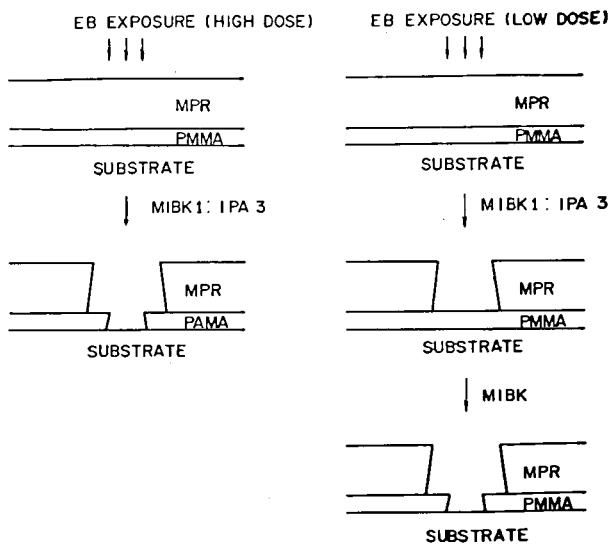 EB EXPOSURE (HIGH DOSE)
MPR
PMMA
SUBSTRATE
MIBK1: IPA 3
MPR
PAMA
SUBSTRATE
EB EXPOSURE (LOW DOSE)
MPR
PMMA
SUBSTRATE
MIBK1: IPA 3
MPR
PMMA
SUBSTRATE
MIBK
MPR
PMMA
SUBSTRATE